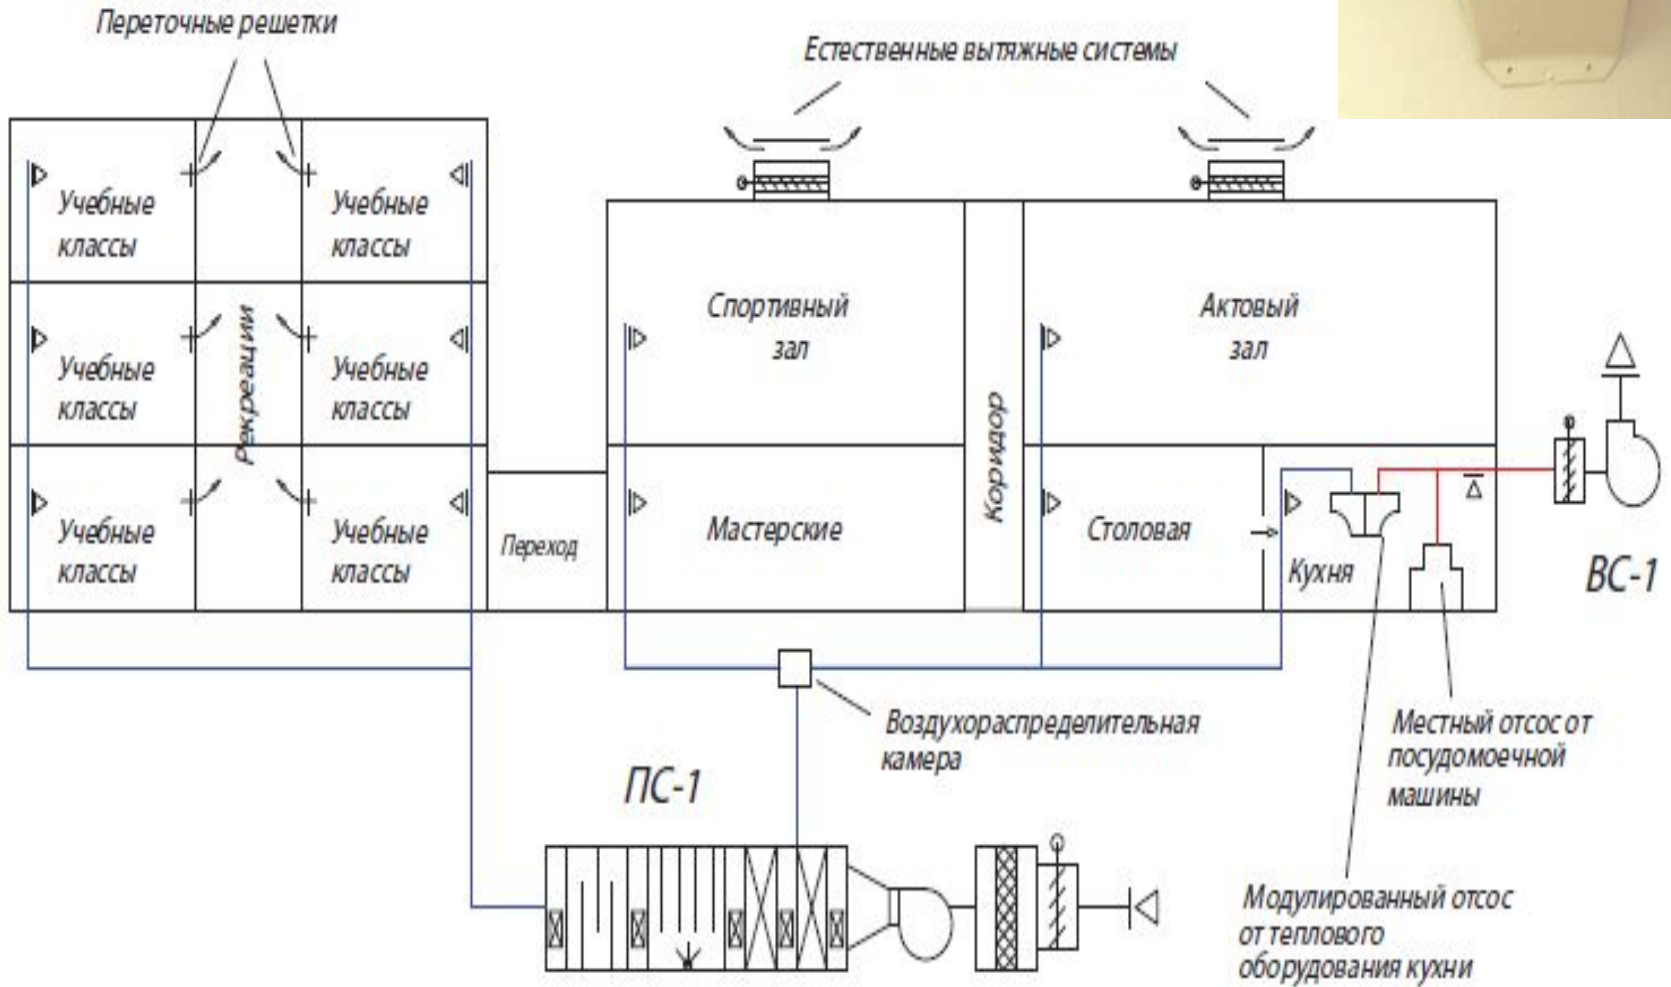 Переточные решетки
Естественные вытяжные системы
Учебные
классы
Учебные
классы
Учебные
классы
Учебные
классы
Учебные
классы
Учебные
классы
Рекреации
Переход
Спортивный
зал
Мастерские
Коридор
Актовый
зал
Столовая
Кухня
ВС-1
Воздухораспределительная
камера
ПС-1
Местный отсос от
посудомоечной
машины
Модулированный отсос
от теплового
оборудования кухни